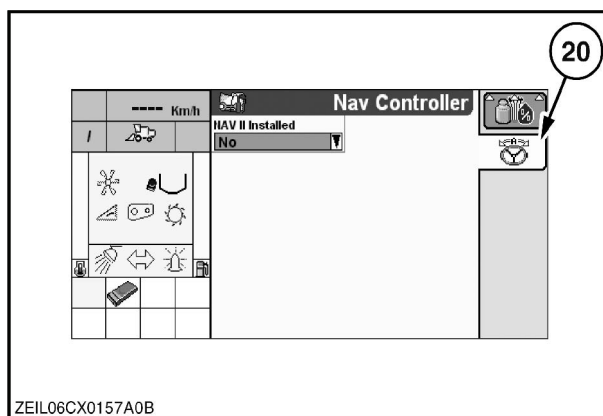 20
---- Km/h
Nav Controller
/
NAV II Installed
No
%
A
ZEIL06CX0157A0B